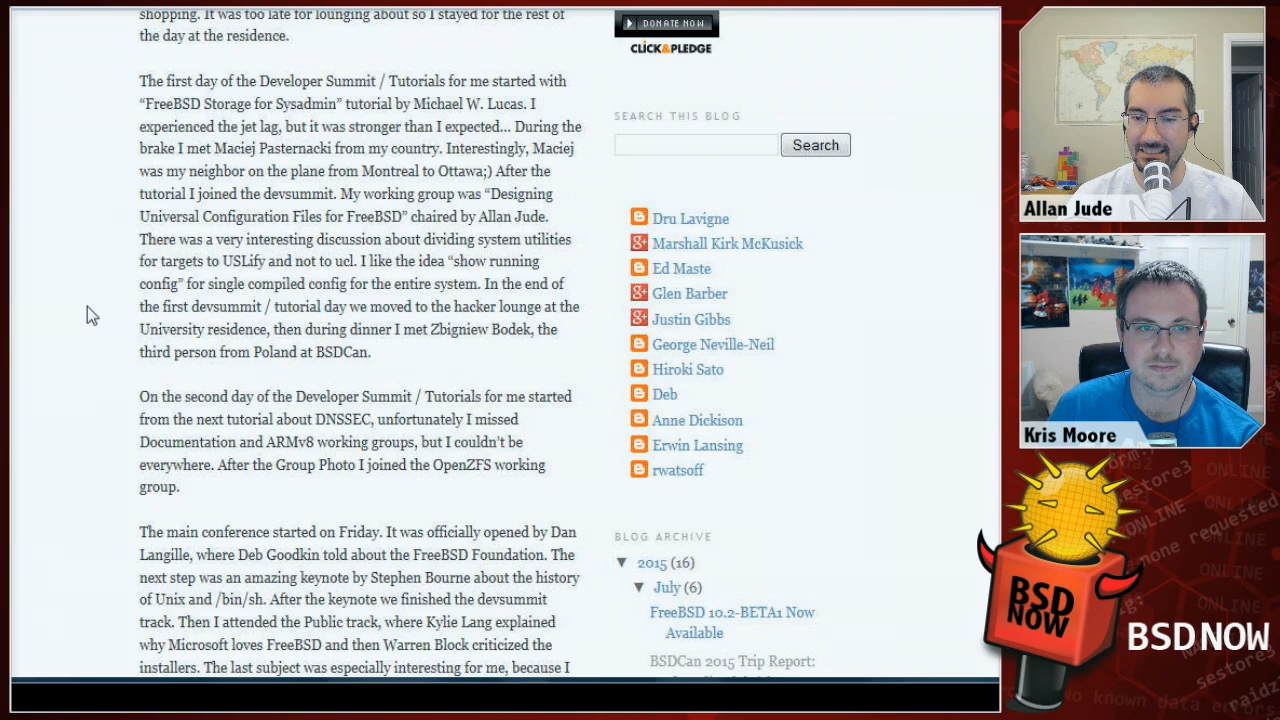 shopping. It was too late for lounging about so I stayed for the rest of
the day at the residence.
The first day of the Developer Summit / Tutorials for me started with
“FreeBSD Storage for Sysadmin” tutorial by Michael W. Lucas. I
experienced the jet lag, but it was stronger than I expected... During the
brake I met Maciej Pasternacki from my country. Interestingly, Maciej
was my neighbor on the plane from Montreal to Ottawa;) After the
tutorial I joined the devsummit. My working group was “Designing
Universal Configuration Files for FreeBSD” chaired by Allan Jude.
There was a very interesting discussion about dividing system utilities
for targets to USLify and not to ucl. I like the idea “show running
config” for single compiled config for the entire system. In the end of
the first devsummit / tutorial day we moved to the hacker lounge at the
University residence, then during dinner I met Zbigniew Bodek, the
third person from Poland at BSDCan.
On the second day of the Developer Summit / Tutorials for me started
from the next tutorial about DNSSEC, unfortunately I missed
Documentation and ARMv8 working groups, but I couldn’t be
everywhere. After the Group Photo I joined the OpenZFS working
group.
The main conference started on Friday. It was officially opened by Dan
Langille, where Deb Goodkin told about the FreeBSD Foundation. The
next step was an amazing keynote by Stephen Bourne about the history
of Unix and /bin/sh. After the keynote we finished the devsummit
track. Then I attended the Public track, where Kylie Lang explained
why Microsoft loves FreeBSD and then Warren Block criticized the
installers. The last subject was especially interesting for me, because I
DONATE NOW
CLICK&PLEDGE
SEARCH THIS BLOG
Search
Dru Lavigne
Marshall Kirk McKusick
Ed Maste
Glen Barber
Justin Gibbs
George Neville-Neil
Hiroki Sato
Deb
Anne Dickison
Erwin Lansing
rwatsoff
BLOG ARCHIVE
▼ 2015 (16)
▼ July (6)
FreeBSD 10.2-BETA1 Now
Available
BSDCan 2015 Trip Report:
Allan Jude
Kris Moore
BSD
NOW
BSD NOW